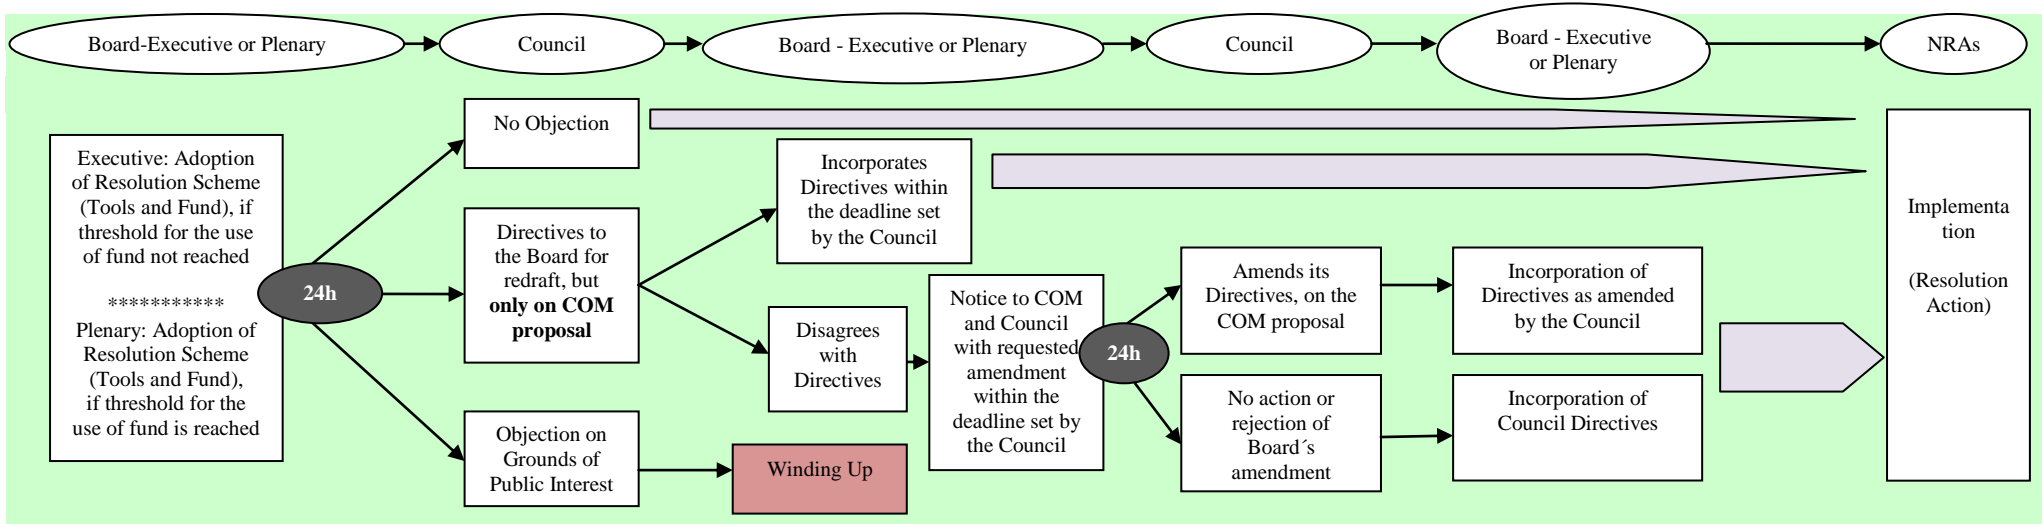 Board-Executive or Plenary
Council
Board - Executive or Plenary
Council
Board - Executive
or Plenary
NRAs
Executive: Adoption
of Resolution Scheme
(Tools and Fund), if
threshold for the use
of fund not reached
***********
Plenary: Adoption of
Resolution Scheme
(Tools and Fund),
if threshold for the
use of fund is reached
24h
No Objection
Directives to
the Board for
redraft, but
only on COM
proposal
Objection on
Grounds of
Public Interest
Incorporates
Directives within
the deadline set
by the Council
Disagrees
with
Directives
Winding Up
Notice to COM
and Council
with requested
amendment
within the
deadline set by
the Council
24h
Amends its
Directives, on the
COM proposal
No action or
rejection of
Board´s
amendment
Incorporation of
Directives as amended
by the Council
Incorporation of
Council Directives
Implementa
tion
(Resolution
Action)